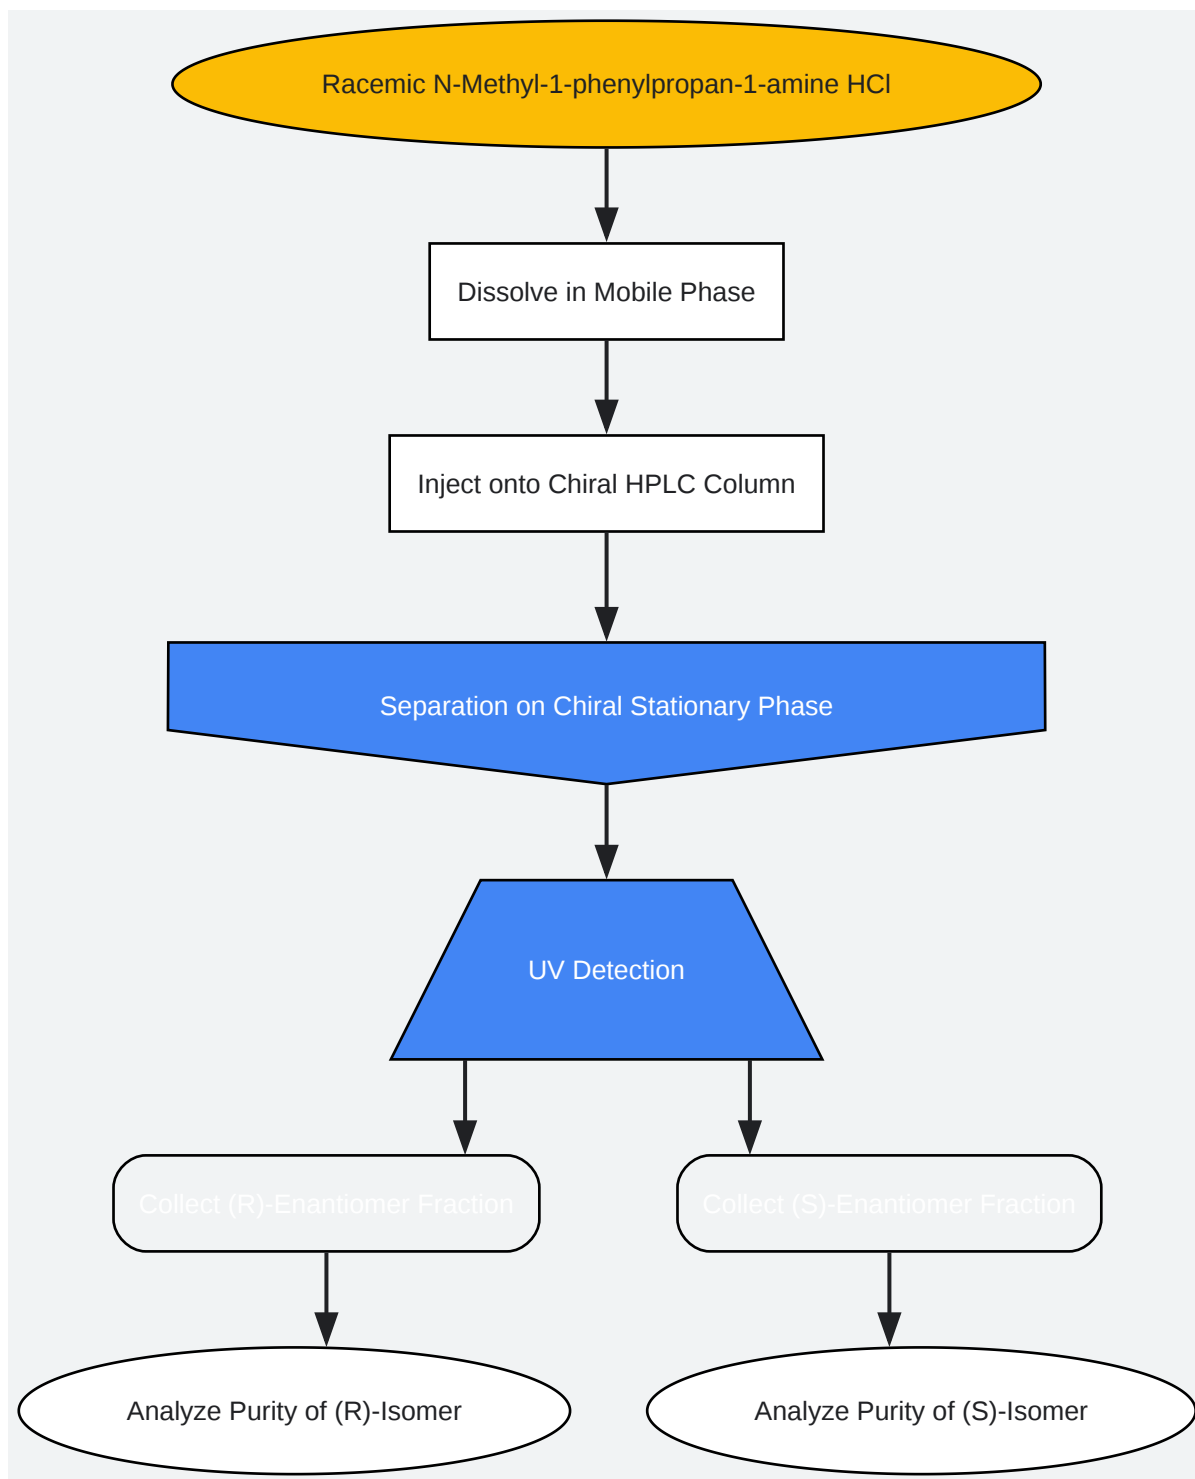 Racemic N-Methyl-1-phenylpropan-1-amine HCl
Dissolve in Mobile Phase
Inject onto Chiral HPLC Column
Separation on Chiral Stationary Phase
UV Detection
Collect (R)-Enantiomer Fraction
Collect (S)-Enantiomer Fraction
Analyze Purity of (R)-Isomer
Analyze Purity of (S)-Isomer